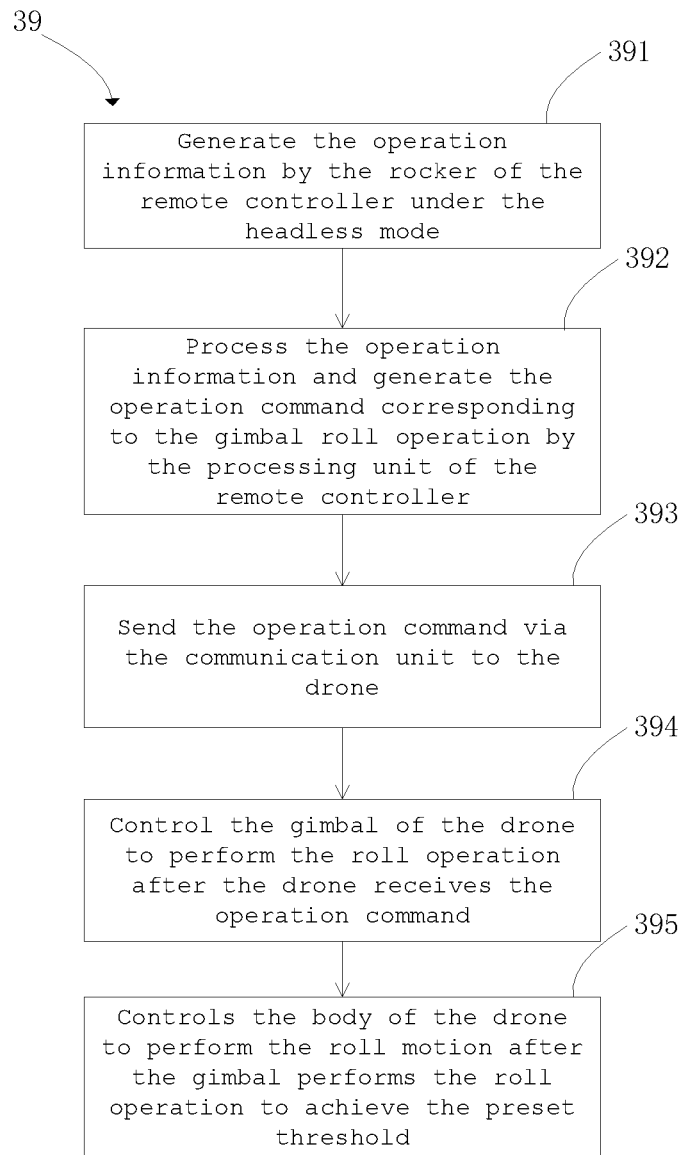 39
391
Generate the operation
information by the rocker of the
remote controller under the
headless mode
392
Process the operation
information and generate the
operation command corresponding
to the gimbal roll operation by
the processing unit of the
remote controller
393
Send the operation command via
the communication unit to the
drone
394
Control the gimbal of the drone
to perform the roll operation
after the drone receives the
operation command
395
Controls the body of the drone
to perform the roll motion after
the gimbal performs the roll
operation to achieve the preset
threshold